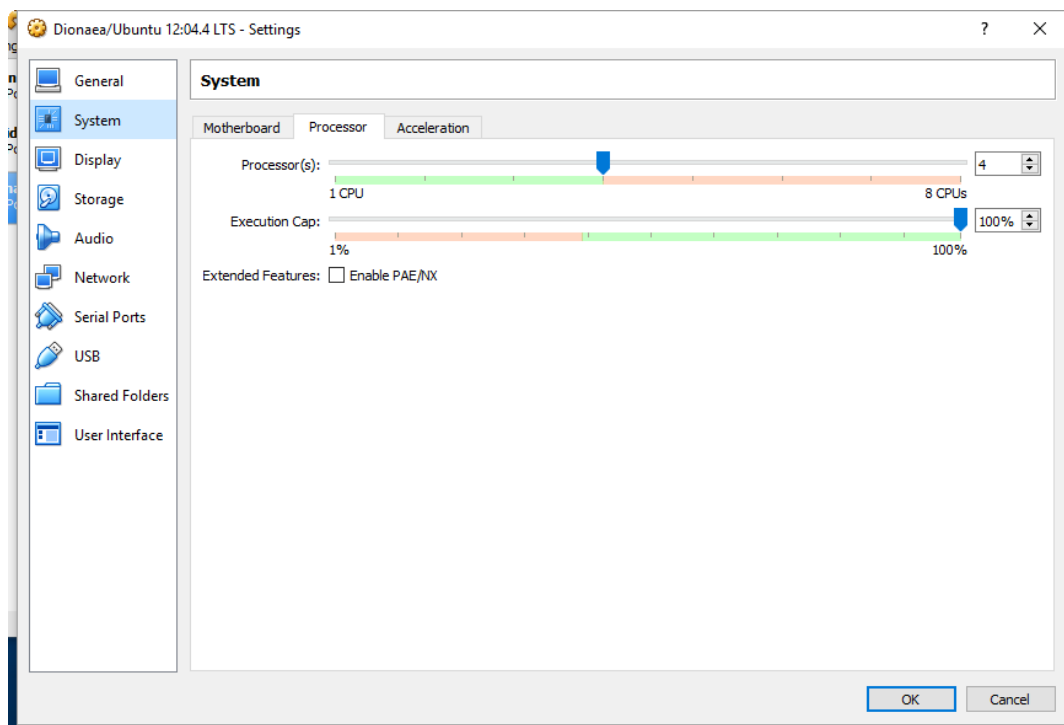 Dionaea/Ubuntu 12:04.4 LTS - Settings
?
General
System
Display
Storage
Audio
Network
Serial Ports
USB
Shared Folders
User Interface
System
Motherboard Processor Acceleration
Processor(s): 4
1 CPU 8 CPUs
Execution Cap: 100%
1% 100%
Extended Features: Enable PAE/NX
OK Cancel